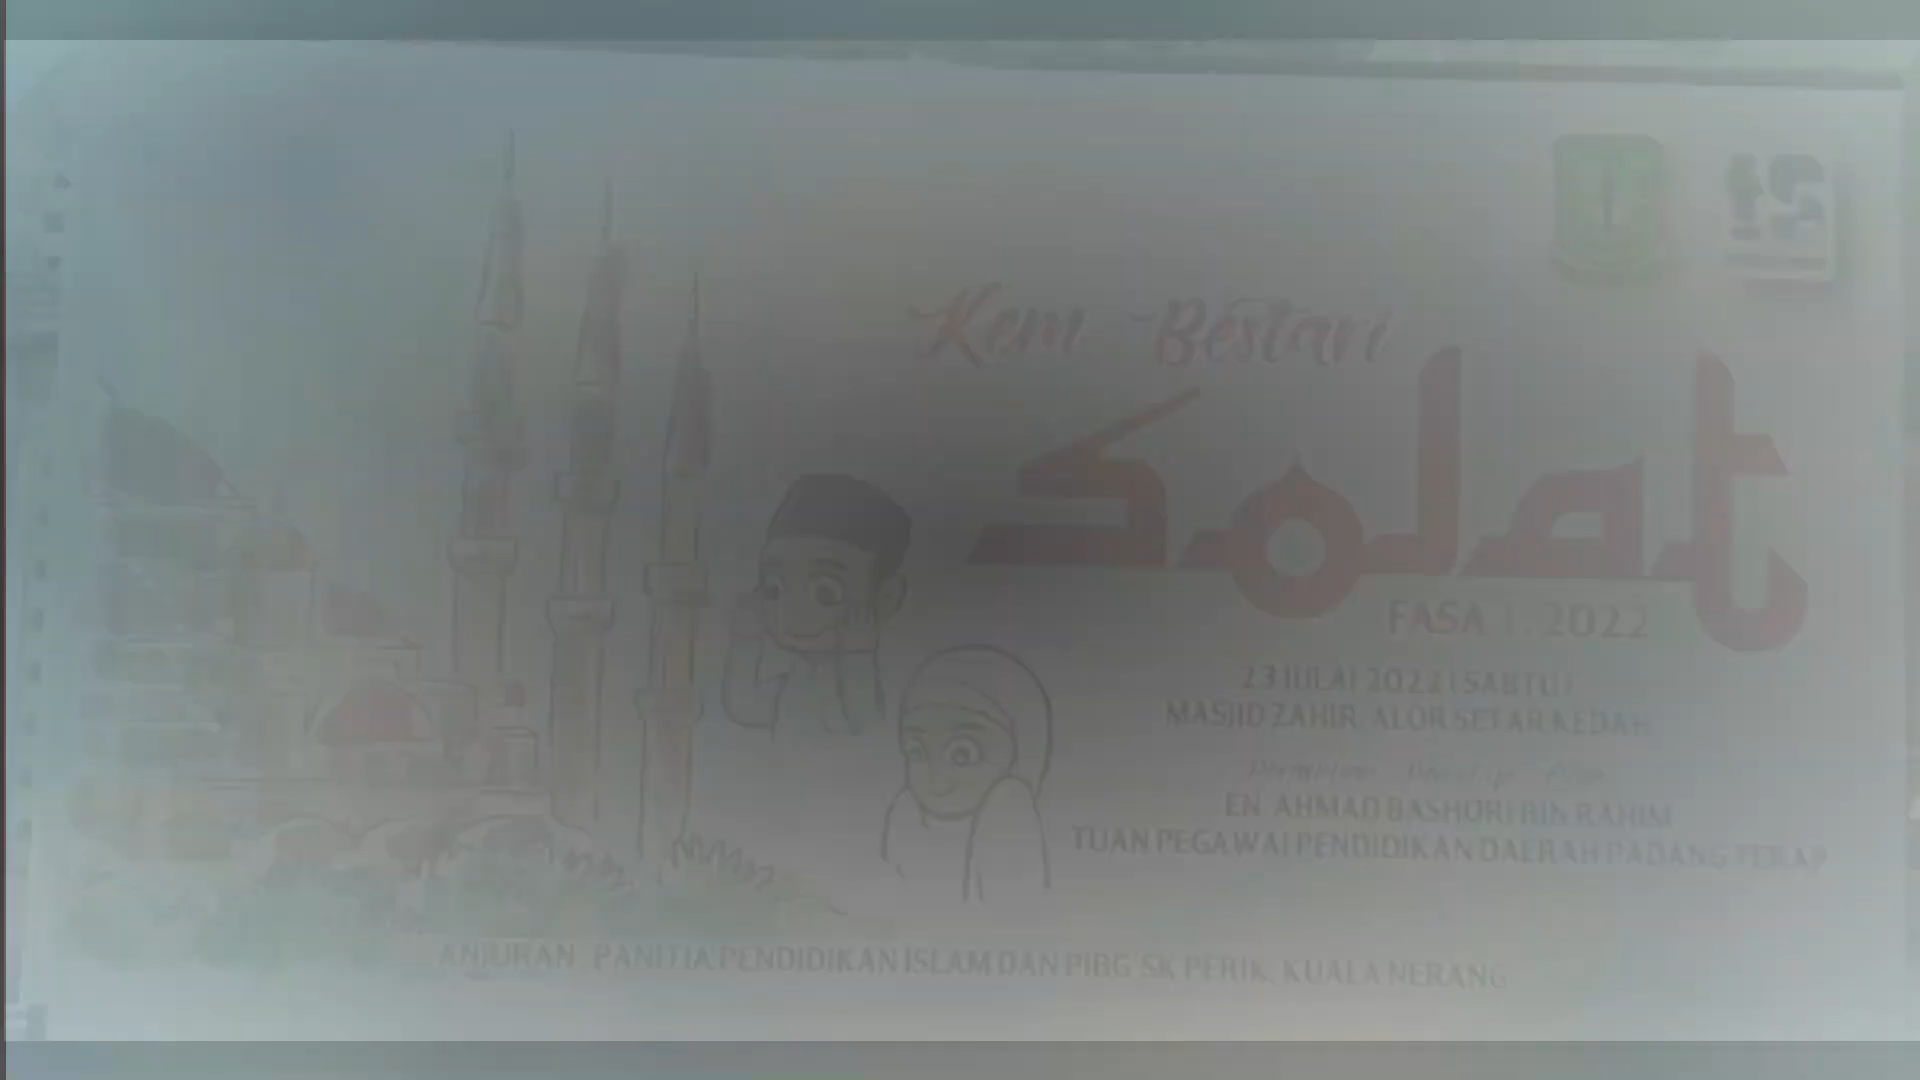 Kem Bestari
Solat
FASA 1, 2022
23 JULAI 2022 (SABTU)
MASJID ZAHIR, ALOR SETAR KEDAH
EN. AHMAD BASHORI BIN RAHIM
TUAN PEGAWAI PENDIDIKAN DAERAH PADANG TERAP
ANJURAN : PANITIA PENDIDIKAN ISLAM DAN PIBG SK PERIK, KUALA NERANG